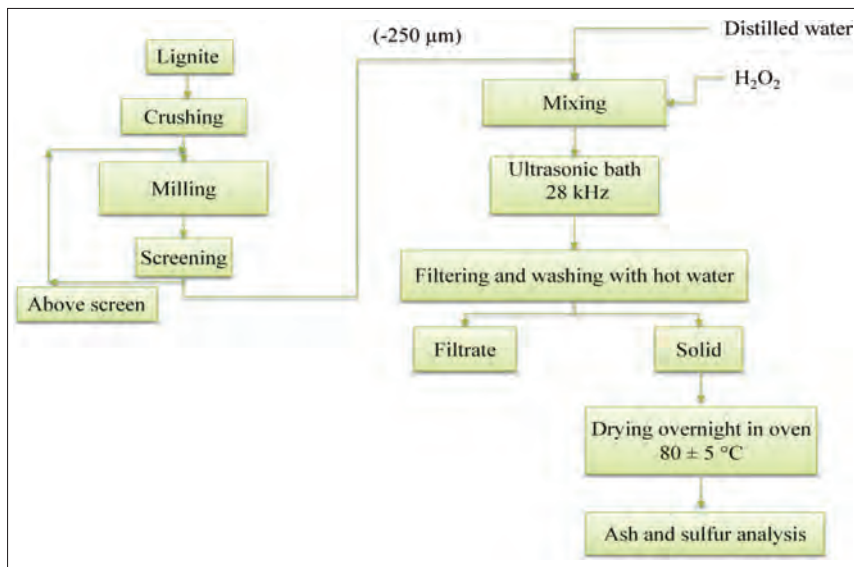 Lignite
Crushing
Milling
Screening
Above screen
(-250 µm)
Distilled water
H₂O₂
Mixing
Ultrasonic bath
28 kHz
Filtering and washing with hot water
Filtrate
Solid
Drying overnight in oven
80 ± 5 °C
Ash and sulfur analysis